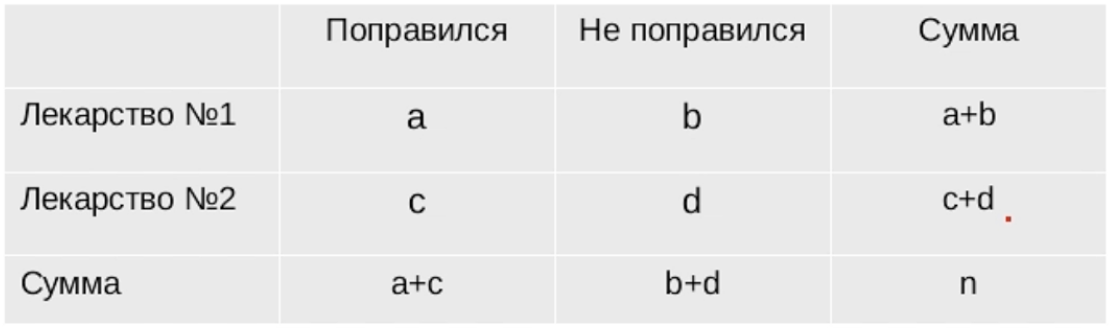 Поправился Не поправился Сумма
Лекарство №1 a b a+b
Лекарство №2 c d c+d
Сумма a+c b+d n